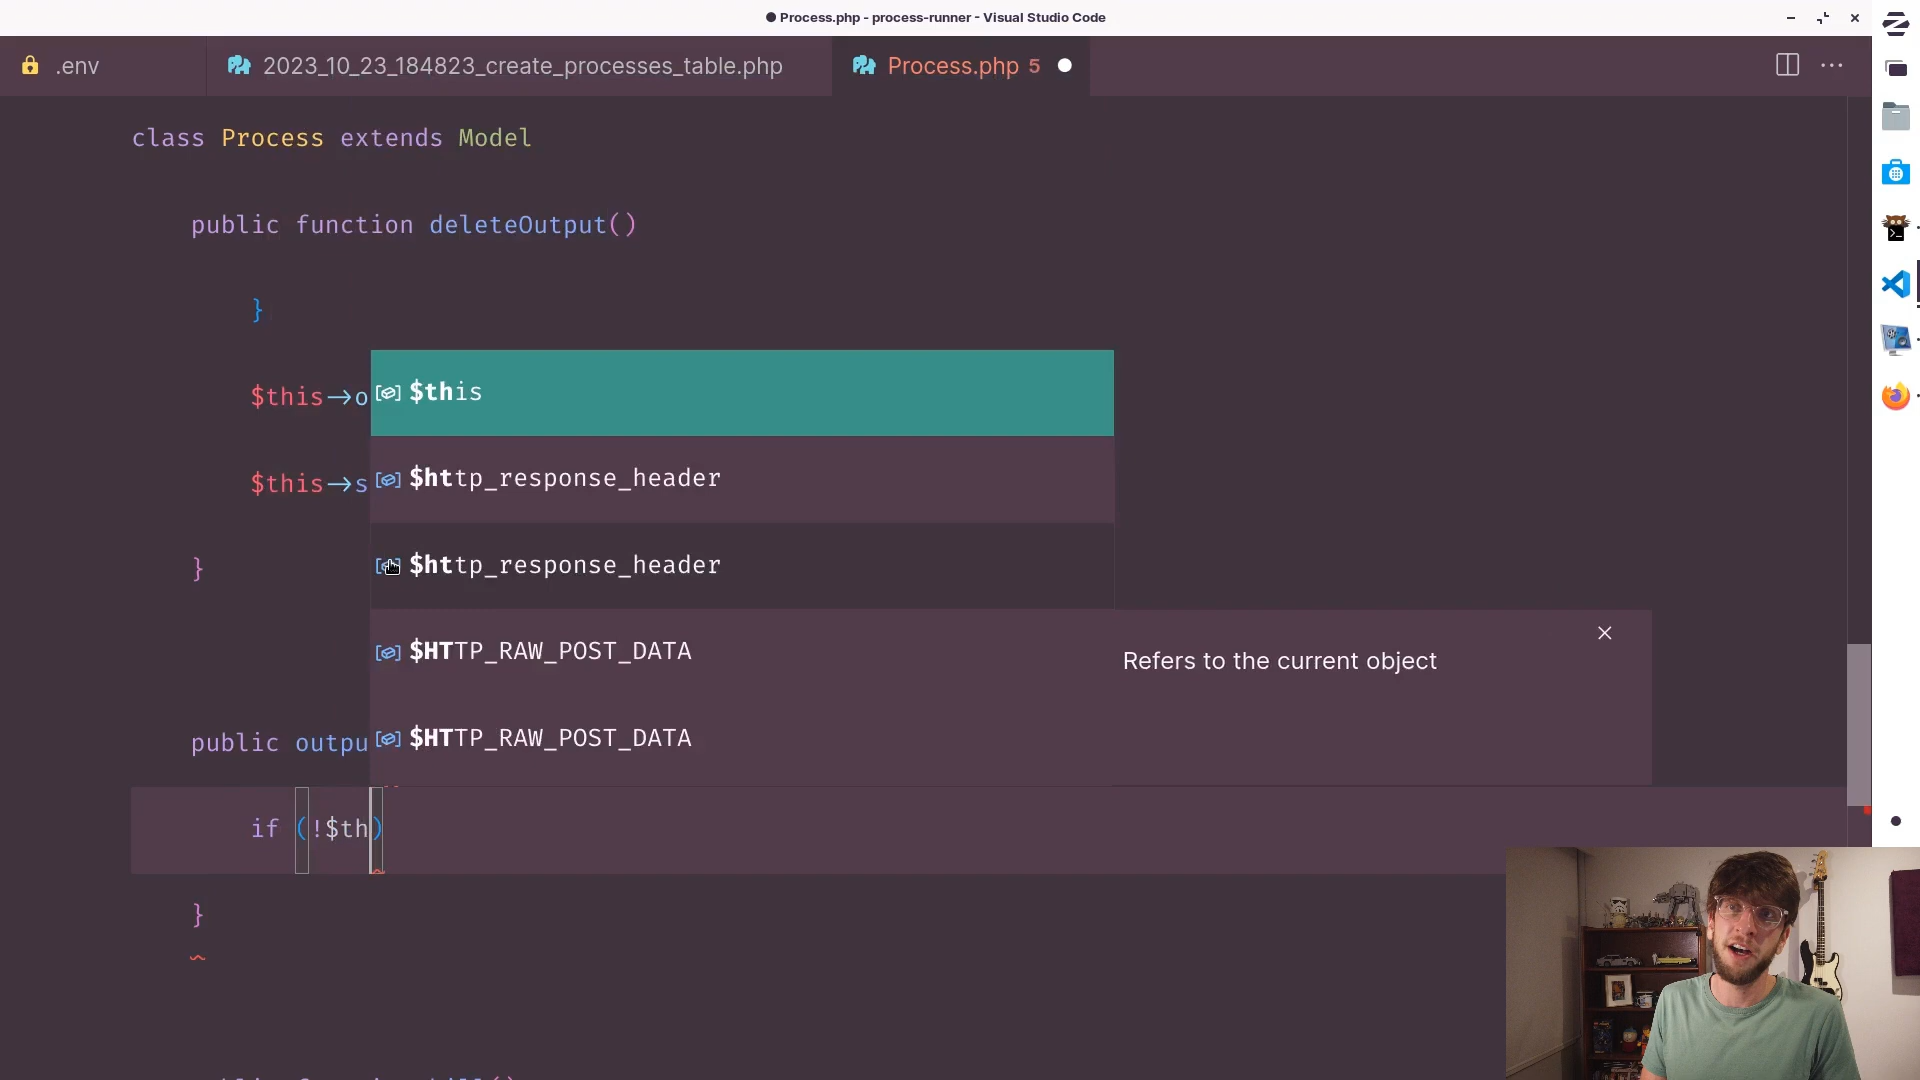 Process.php - process-runner - Visual Studio Code
.env
2023_10_23_184823_create_processes_table.php
Process.php 5
class Process extends Model
public function deleteOutput()
}
$this->o
$this
$this->s
$http_response_header
}
$http_response_header
$HTTP_RAW_POST_DATA
Refers to the current object
public outpu
$HTTP_RAW_POST_DATA
if (!$th)
}